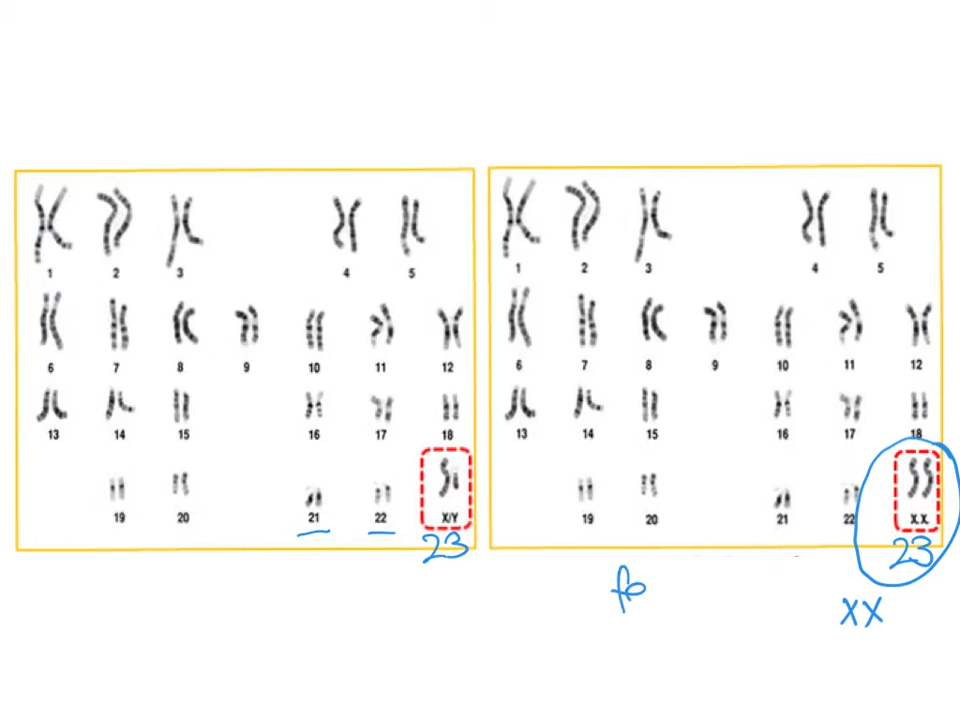 1 2 3 4 5
6 7 8 9 10 11 12
13 14 15 16 17 18
19 20 21 22 X/Y
23
1 2 3 4 5
6 7 8 9 10 11 12
13 14 15 16 17 18
19 20 21 22 X.X.
23
fe
XX